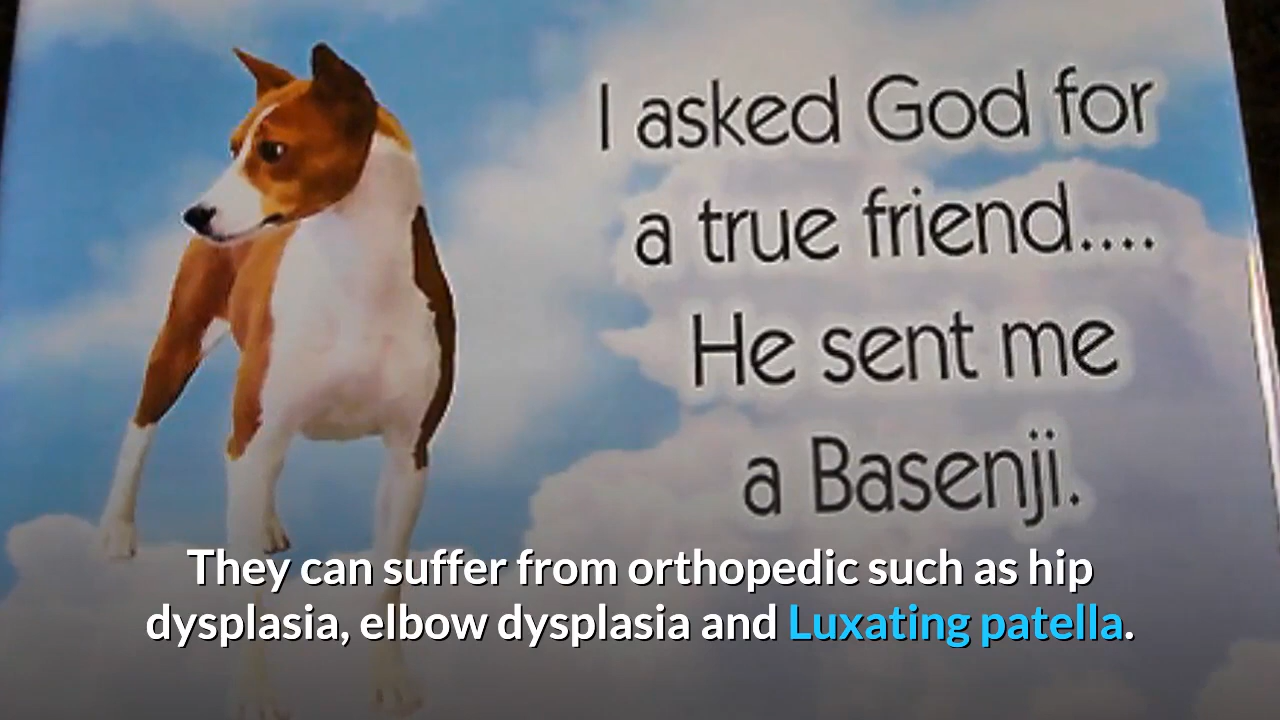 I asked God for
a true friend....
He sent me
a Basenji.
They can suffer from orthopedic such as hip
dysplasia, elbow dysplasia and Luxating patella.